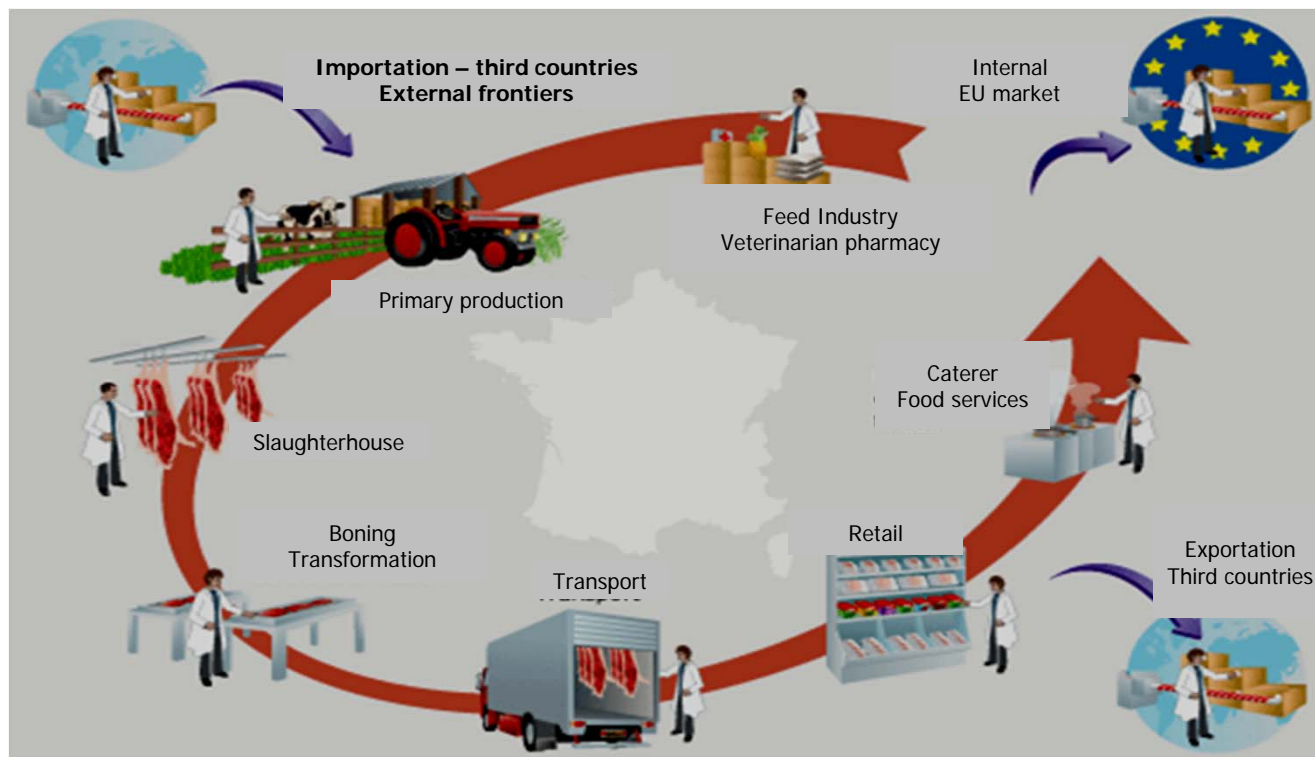 Importation – third countries
External frontiers
Internal
EU market
Feed Industry
Veterinarian pharmacy
Primary production
Caterer
Food services
Slaughterhouse
Boning
Transformation
Retail
Transport
Exportation
Third countries